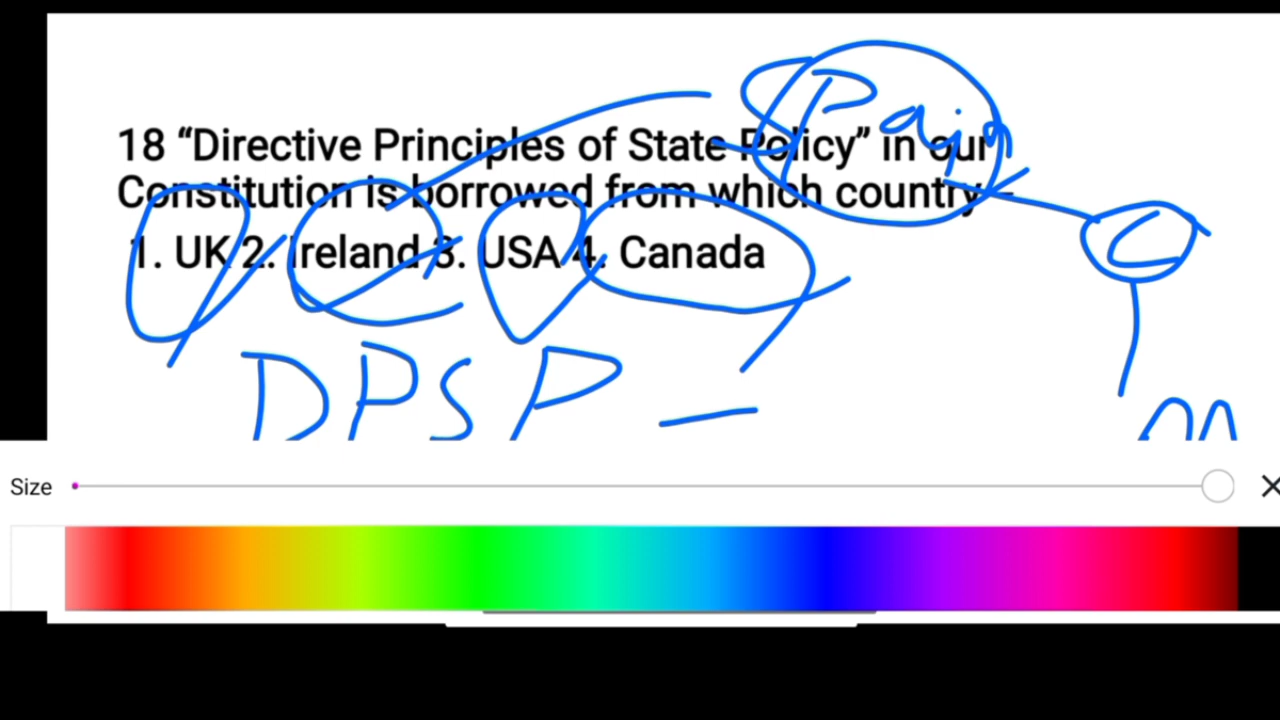 18 “Directive Principles of State Policy” in our
Constitution is borrowed from which country -
1. UK 2. Ireland 3. USA 4. Canada
DPSP -
Size